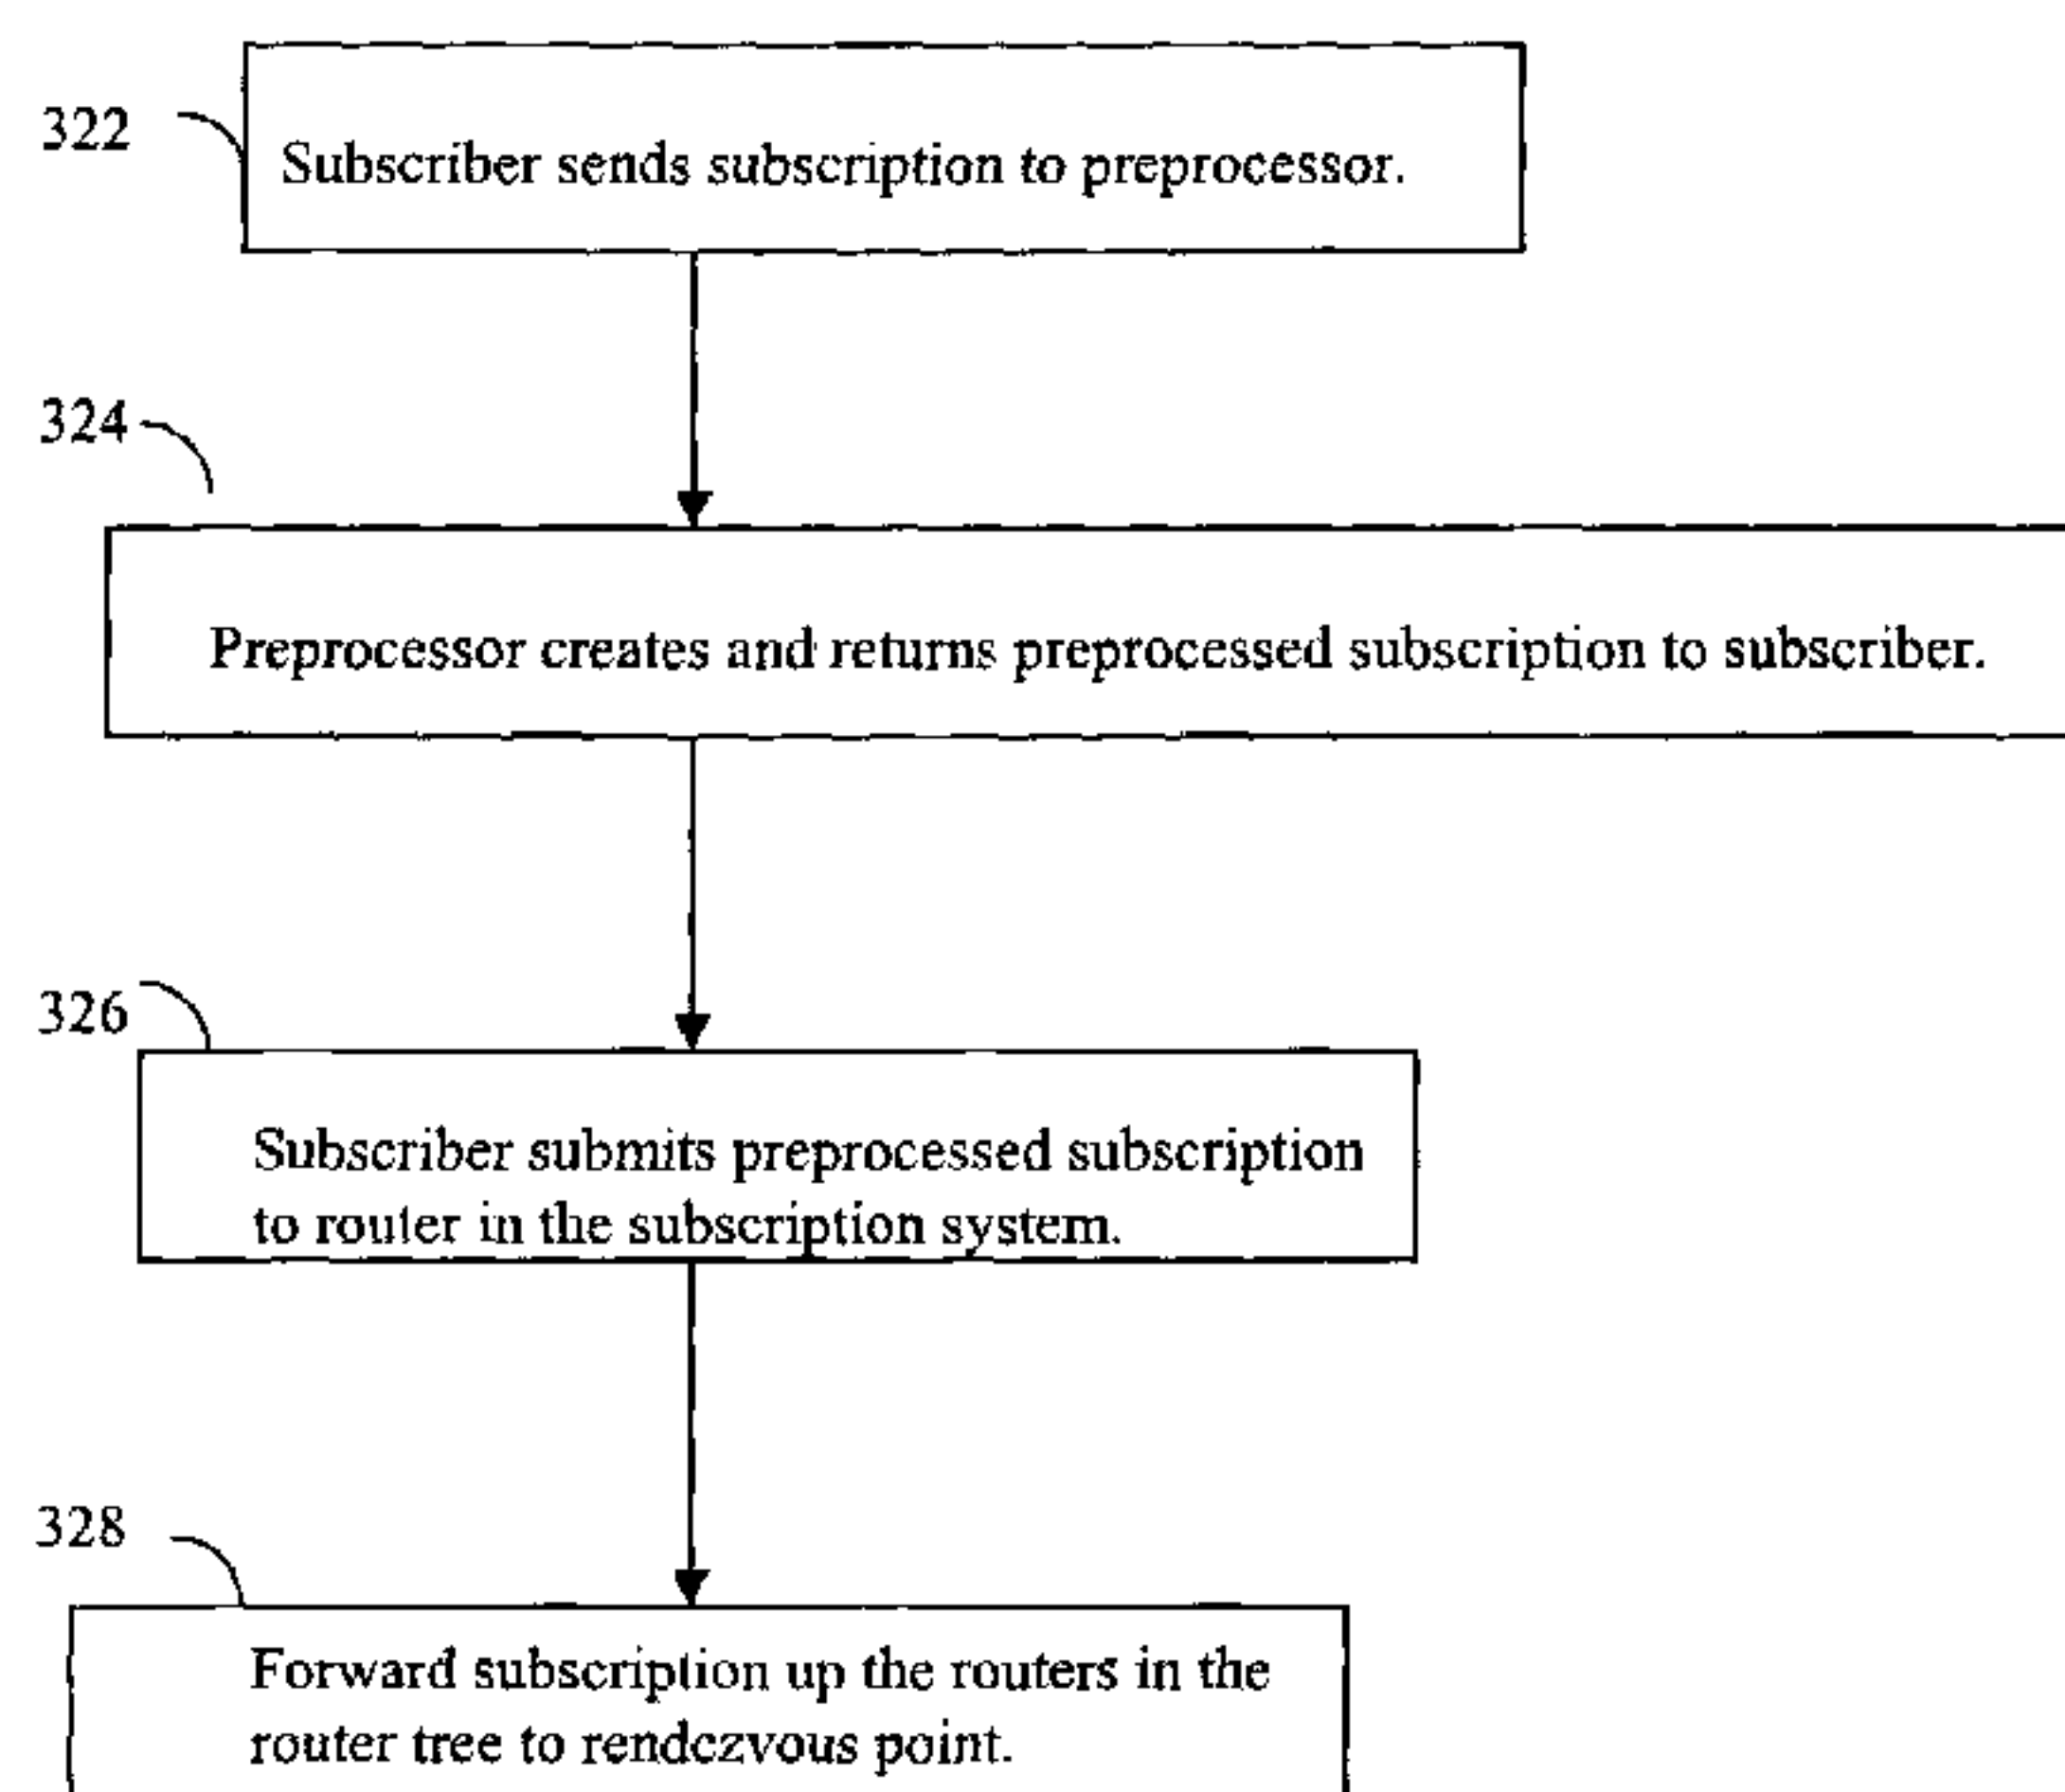 322
Subscriber sends subscription to preprocessor.
324
Preprocessor creates and returns preprocessed subscription to subscriber.
326
Subscriber submits preprocessed subscription
to router in the subscription system.
328
Forward subscription up the routers in the
router tree to rendezvous point.